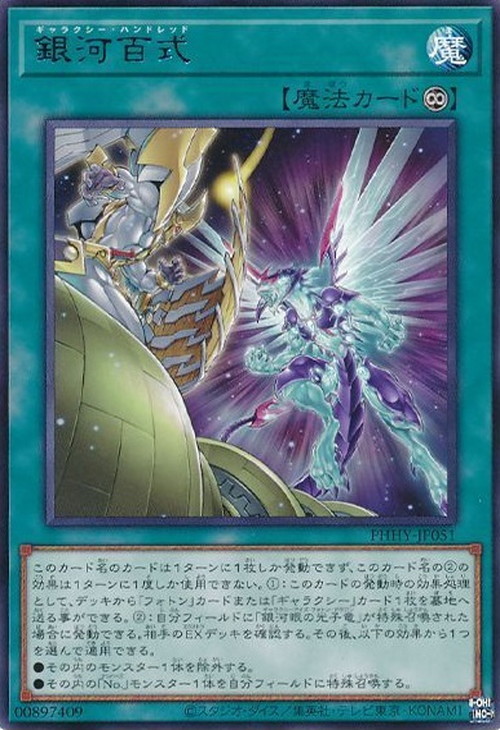 ギャラクシー・ハンドレッド
銀河百式
魔
【魔法カード】
PHHY-JP051
このカード名のカードは1ターンに1枚しか発動できず、このカード名の②の
効果は1ターンに1度しか使用できない。①:このカードの発動時の効果処理
として、デッキから「フォトン」カードまたは「ギャラクシー」カード1枚を墓地へ
送る事ができる。②:自分フィールドに「銀河眼の光子竜」が特殊召喚された
場合に発動できる。相手のEXデッキを確認する。その後、以下の効果から1つ
を選んで適用できる。
●その内のモンスター1体を除外する。
●その内の「No.」モンスター1体を自分フィールドに特殊召喚する。
00897409
©スタジオ・ダイス/集英社・テレビ東京・KONAMI